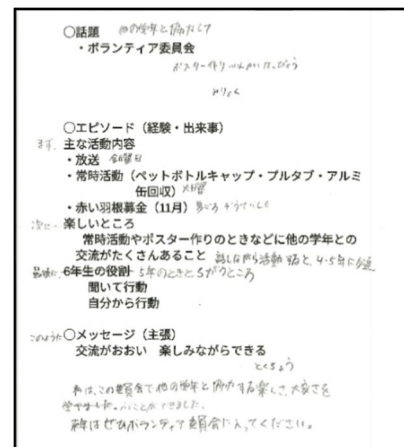 ○話題 他の学年と協力して
・ボランティア委員会
ポスター作り
みりょく
○エピソード（経験・出来事）
まず 主な活動内容
・放送 金曜日
・常時活動（ペットボトルキャップ・プルタブ・アルミ
缶回収）
・赤い羽根募金（11月）
次に 楽しいところ
常時活動やポスター作りのときなどに他の学年との
交流がたくさんあること
最後に 6年生の役割 5年のときとちがうところ
聞いて行動
自分から行動
このように ○メッセージ（主張）
交流がおおい 楽しみながらできる
とくちょう
私は、この委員会で他の学年と協力する楽しさ、大変さを
ことができました。
来年はぜひボランティア委員会に入ってください。